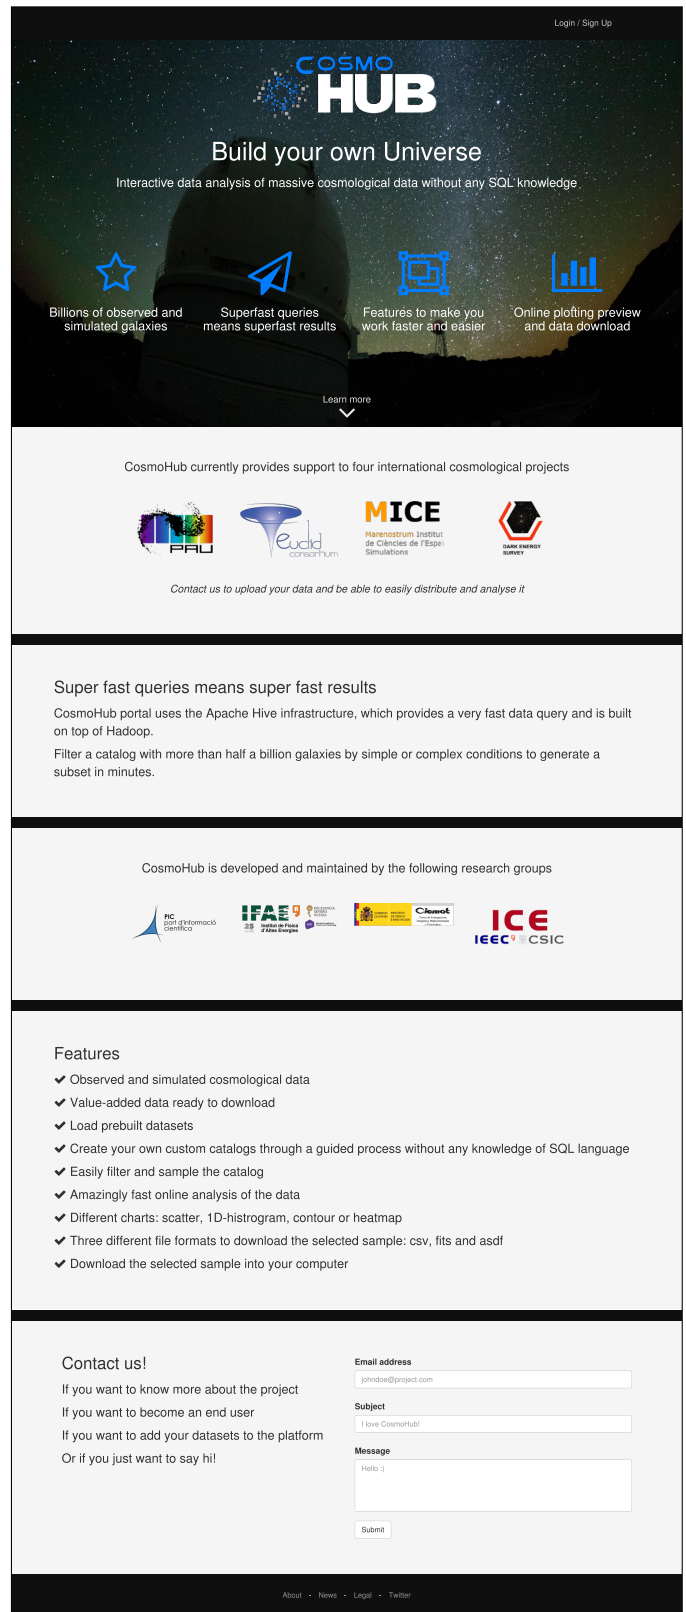 Login / Sign Up
COSMO
HUB
Build your own Universe
Interactive data analysis of massive cosmological data without any SQL knowledge
Billions of observed and
simulated galaxies
Superfast queries
means superfast results
Features to make you
work faster and easier
Online plotting preview
and data download
Learn more
CosmoHub currently provides support to four international cosmological projects
PAU
euclid
consortium
MICE
Marenostrum Institut
de Ciències de l'Espai
Simulations
DARK ENERGY
SURVEY
Contact us to upload your data and be able to easily distribute and analyse it
Super fast queries means super fast results
CosmoHub portal uses the Apache Hive infrastructure, which provides a very fast data query and is built
on top of Hadoop.
Filter a catalog with more than half a billion galaxies by simple or complex conditions to generate a
subset in minutes.
CosmoHub is developed and maintained by the following research groups
PIC
port d'informació
científica
IFAE
Institut de Física
d'Altes Energies
EXCELENCIA
SEVERO
OCHOA
Ciemat
ICE
IEEC CSIC
Features
Observed and simulated cosmological data
Value-added data ready to download
Load prebuilt datasets
Create your own custom catalogs through a guided process without any knowledge of SQL language
Easily filter and sample the catalog
Amazingly fast online analysis of the data
Different charts: scatter, 1D-histrogram, contour or heatmap
Three different file formats to download the selected sample: csv, fits and asdf
Download the selected sample into your computer
Contact us!
If you want to know more about the project
If you want to become an end user
If you want to add your datasets to the platform
Or if you just want to say hi!
Email address
johndoe@project.com
Subject
I love CosmoHub!
Message
Hello :)
Submit
About - News - Legal - Twitter